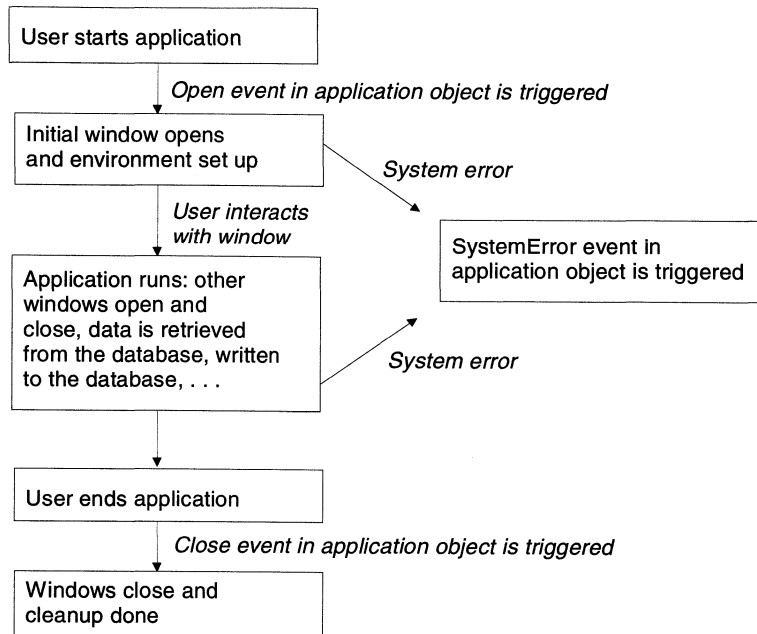 User starts application
Open event in application object is triggered
Initial window opens
and environment set up
System error
User interacts
with window
SystemError event in
application object is triggered
Application runs: other
windows open and
close, data is retrieved
from the database, written
to the database, . . .
System error
User ends application
Close event in application object is triggered
Windows close and
cleanup done